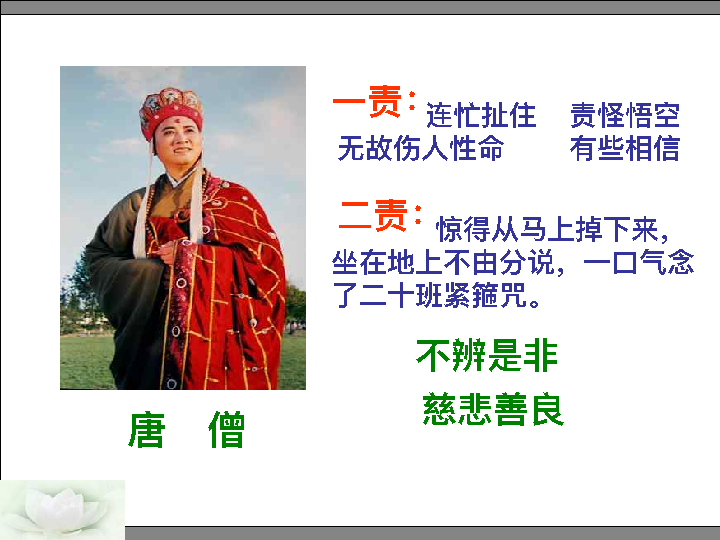 一责：连忙扯住 责怪悟空
无故伤人性命 有些相信
二责：惊得从马上掉下来，
坐在地上不由分说，一口气念
了二十班紧箍咒。
不辨是非
慈悲善良
唐 僧